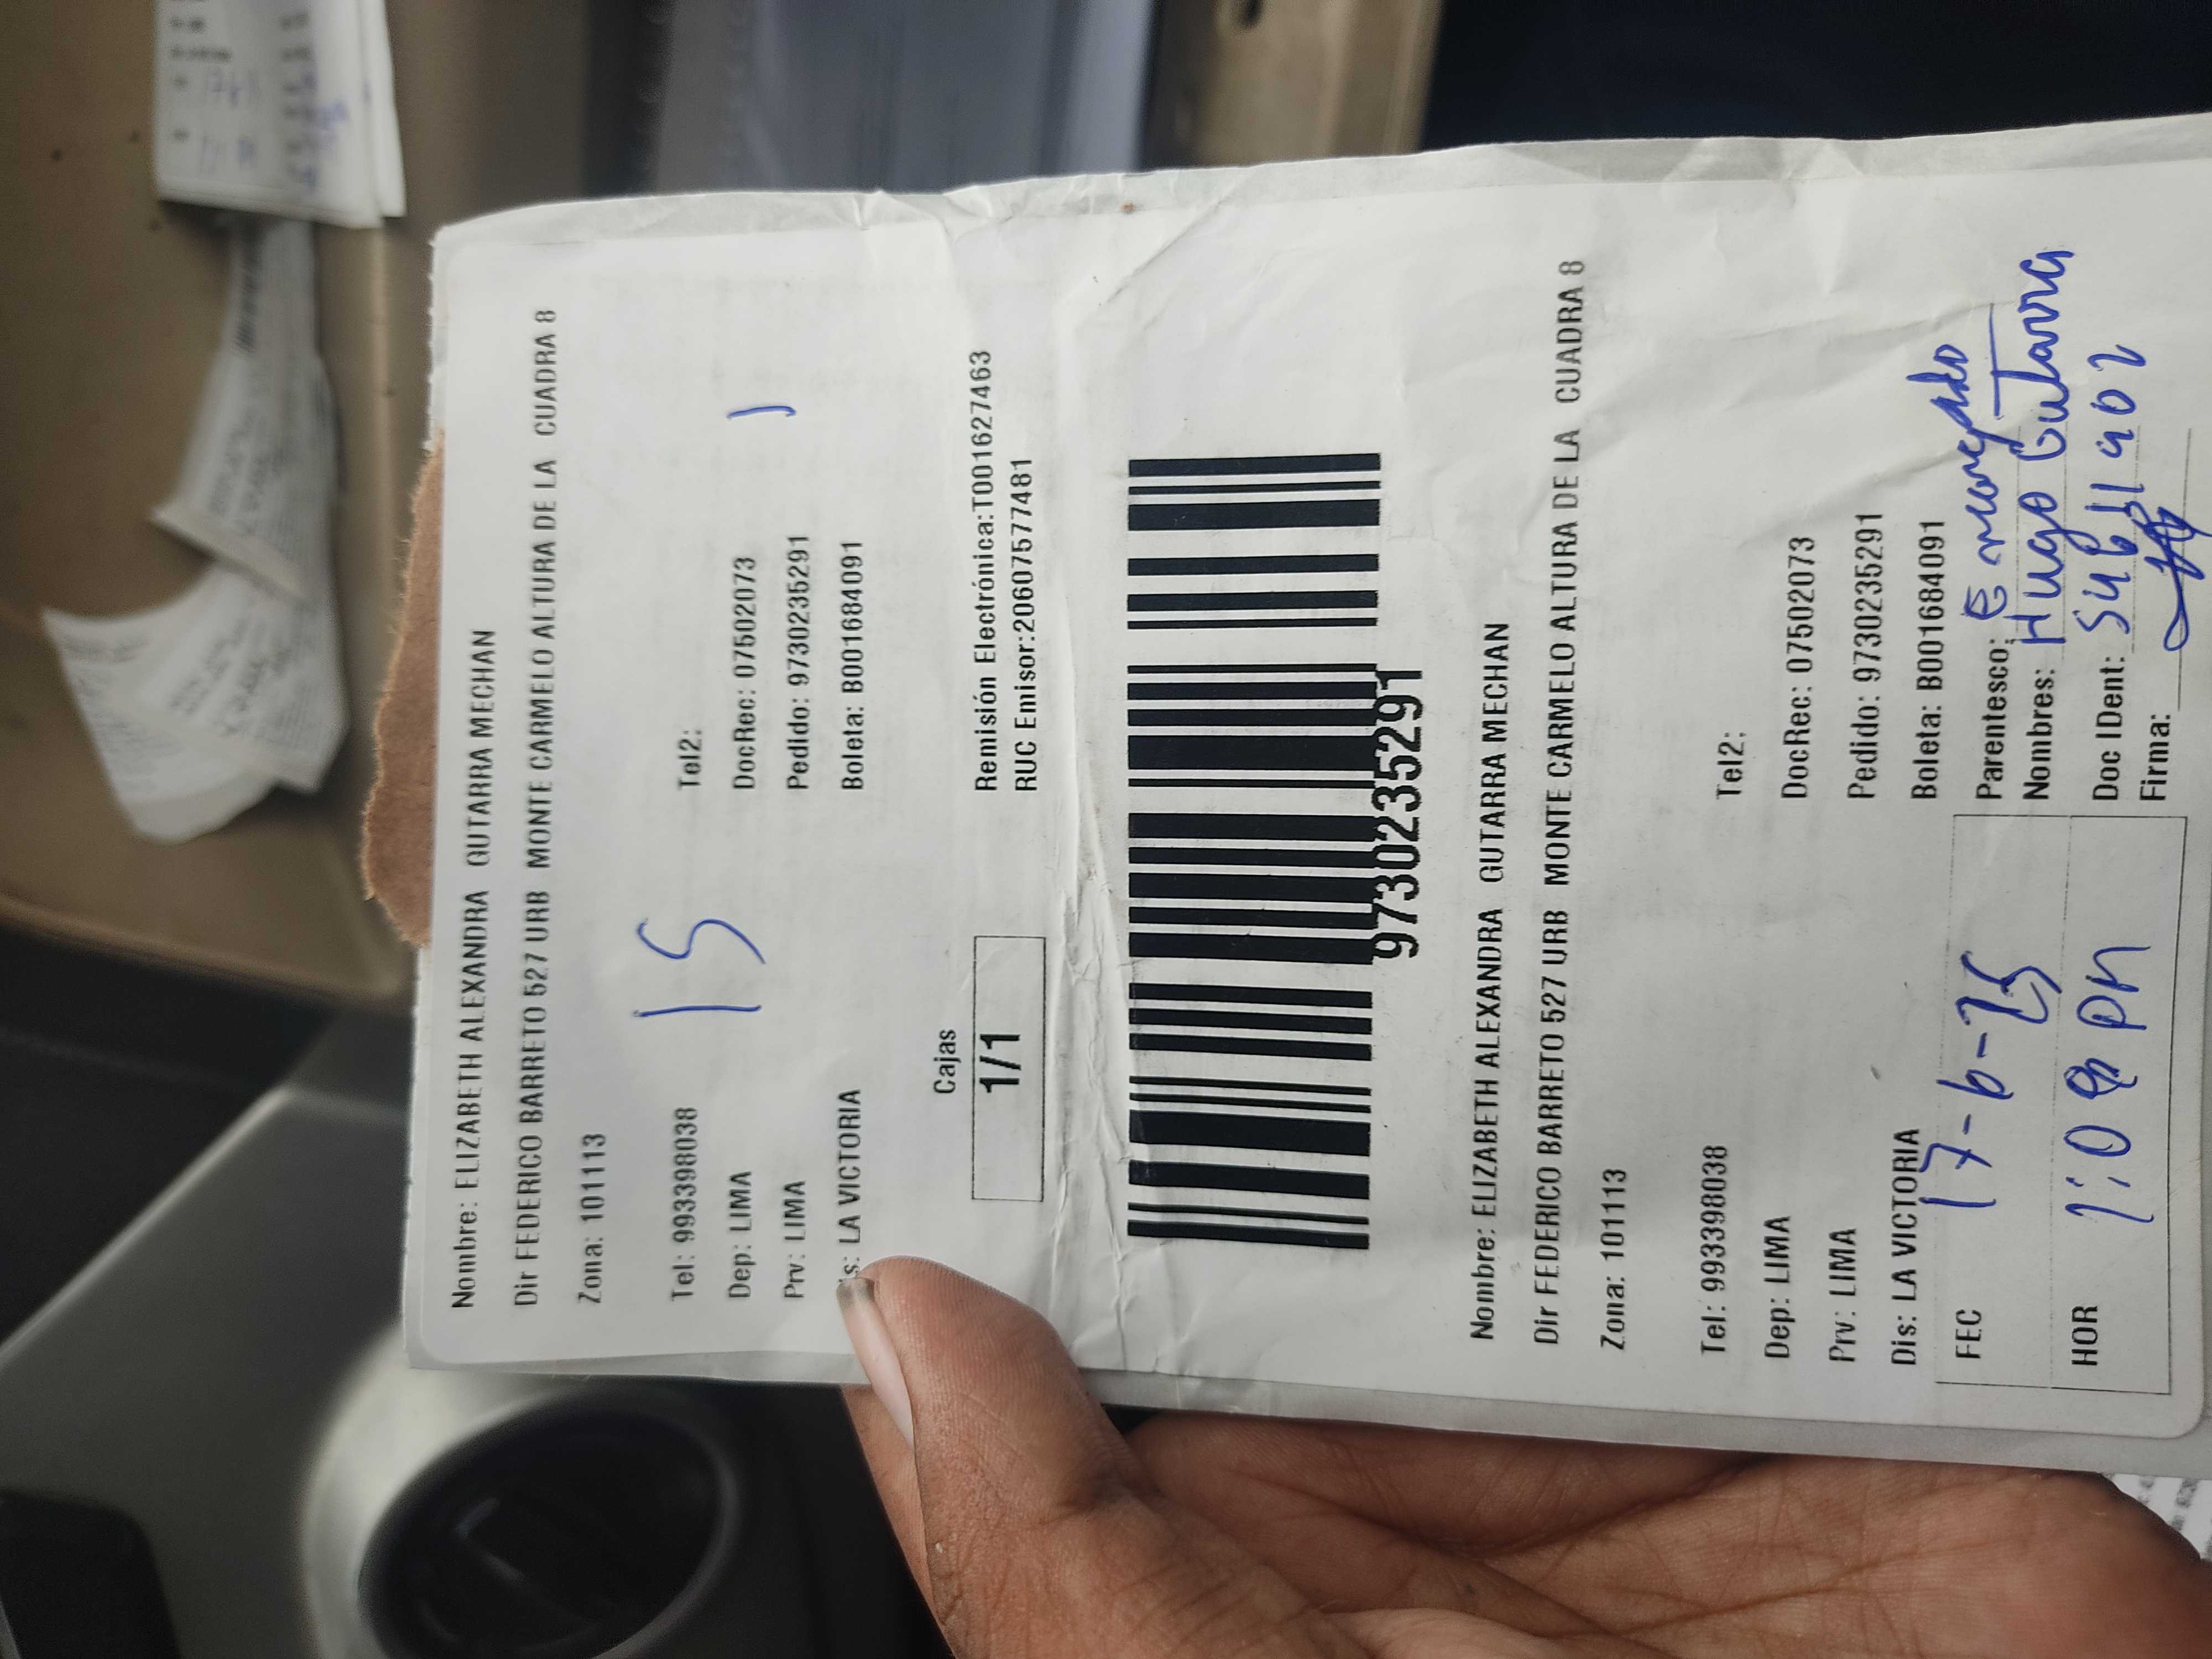 Nombre: ELIZABETH ALEXANDRA GUTARRA MECHAN
Dir FEDERICO BARRETO 527 URB MONTE CARMELO ALTURA DE LA CUADRA 8
Zona: 101113
15
Tel: 993398038 Tel2:
Dep: LIMA DocRec: 07502073
Prv: LIMA Pedido: 9730235291
s: LA VICTORIA Boleta: B001684091
Cajas
1/1
Remisión Electrónica:T001627463
RUC Emisor:20607577481
9730235291
Nombre: ELIZABETH ALEXANDRA GUTARRA MECHAN
Dir FEDERICO BARRETO 527 URB MONTE CARMELO ALTURA DE LA CUADRA 8
Zona: 101113
Tel: 993398038 Tel2:
Dep: LIMA DocRec: 07502073
Prv: LIMA Pedido: 9730235291
Dis: LA VICTORIA Boleta: B001684091
FEC 17-6-25
HOR
Parentesco:
Nombres: Hugo Gutarra
Doc IDent:
Firma: